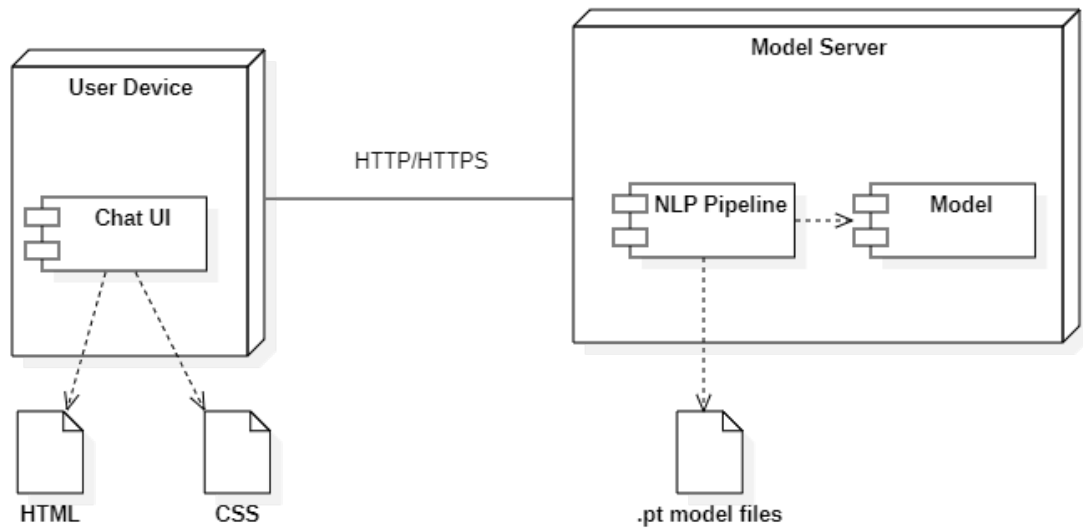 Model Server
User Device
HTTP/HTTPS
Chat UI
NLP Pipeline
Model
HTML
CSS
.pt model files